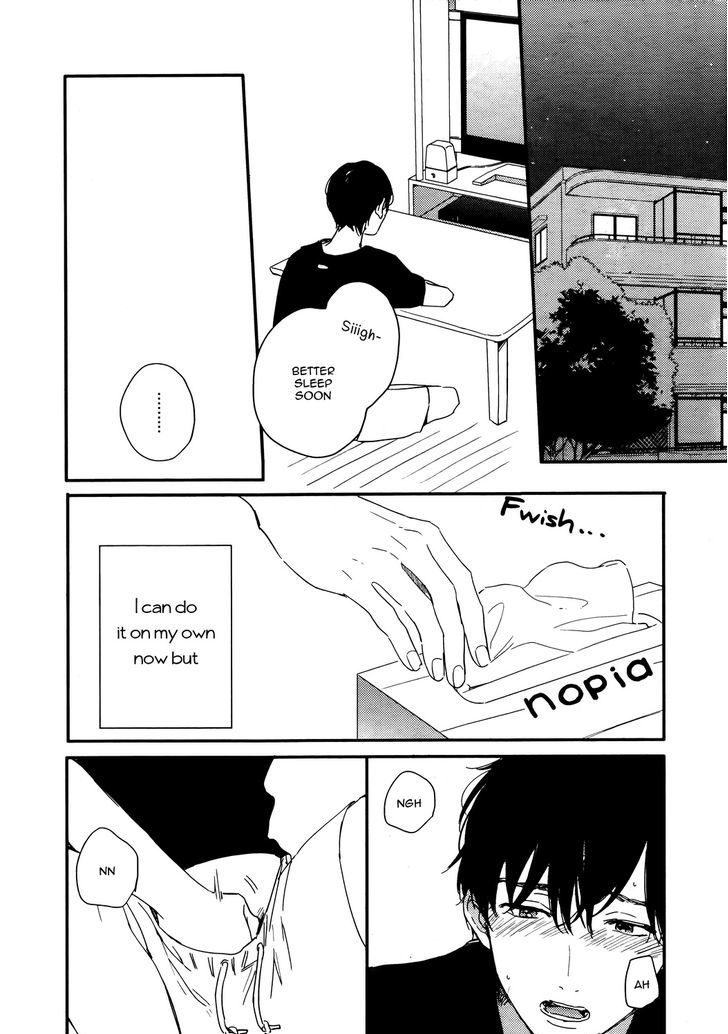 Siiigh-
BETTER
SLEEP
SOON
.........
Fwish...
nopia
I can do
it on my own
now but
NGH
AH
NN